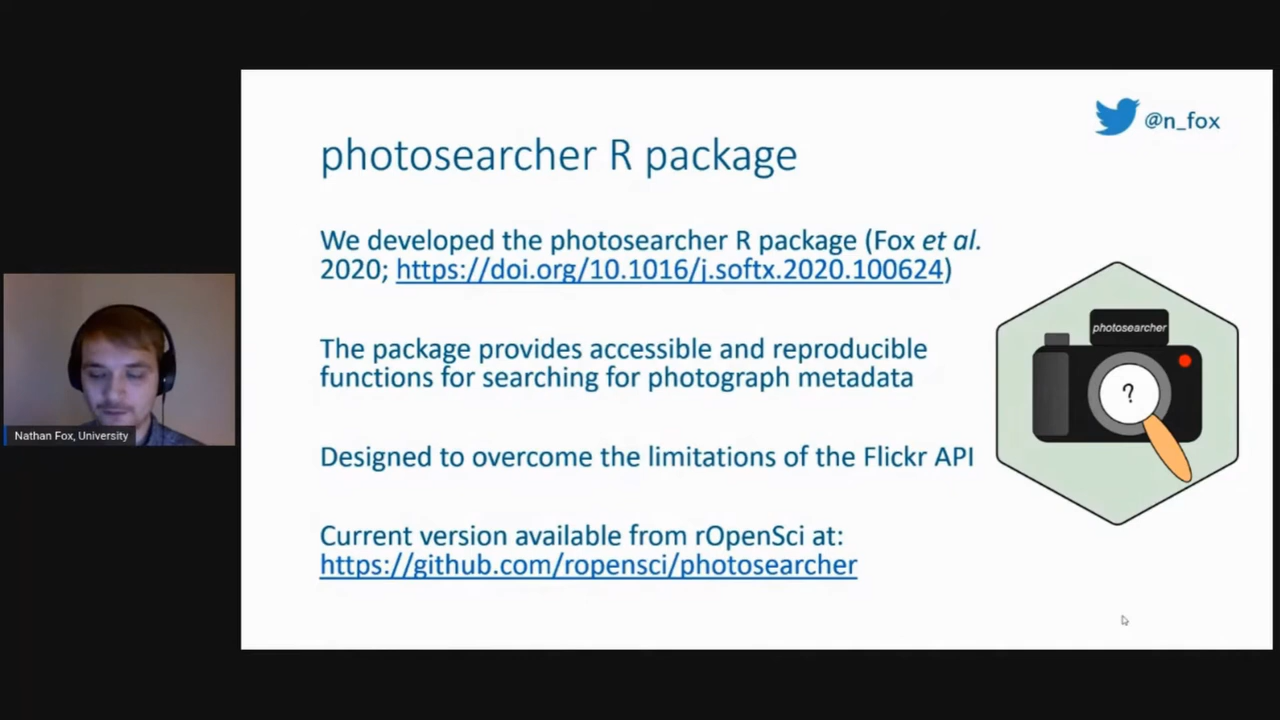 @n_fox
photosearcher R package
We developed the photosearcher R package (Fox et al.
2020; https://doi.org/10.1016/j.softx.2020.100624)
The package provides accessible and reproducible
functions for searching for photograph metadata
Designed to overcome the limitations of the Flickr API
Current version available from rOpenSci at:
https://github.com/ropensci/photosearcher
photosearcher
?
Nathan Fox, University